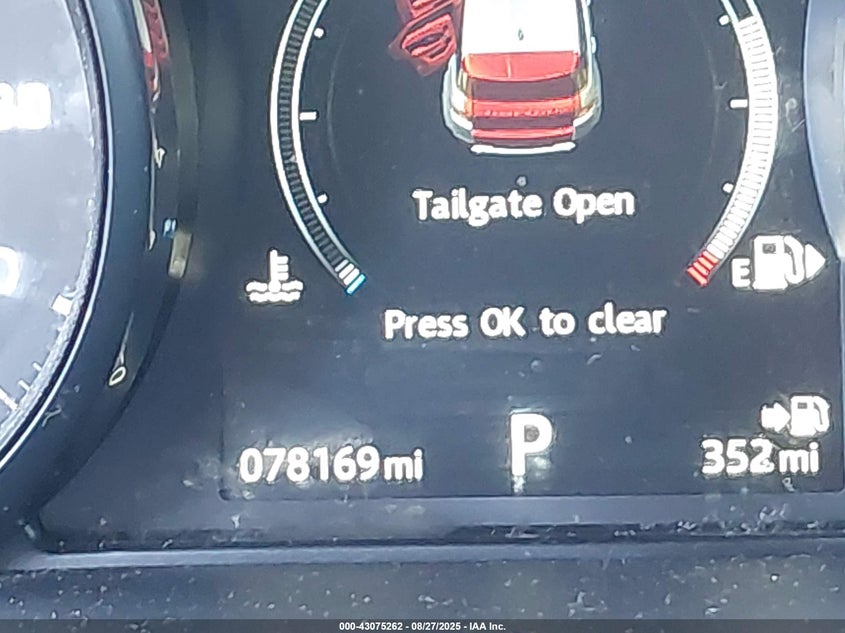 Tailgate Open
E
Press OK to clear
078169mi
P
352mi
000-43075262 - 08/27/2025 - IAA Inc.